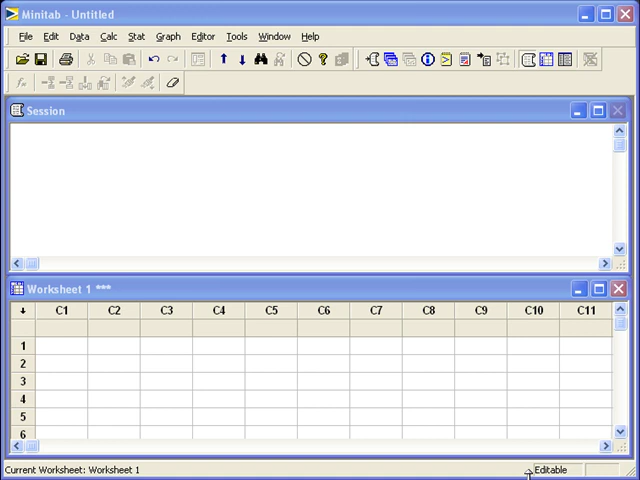 Minitab - Untitled
File Edit Data Calc Stat Graph Editor Tools Window Help
Session
Worksheet 1 ***
C1 C2 C3 C4 C5 C6 C7 C8 C9 C10 C11
1
2
3
4
5
6
Current Worksheet: Worksheet 1 Editable